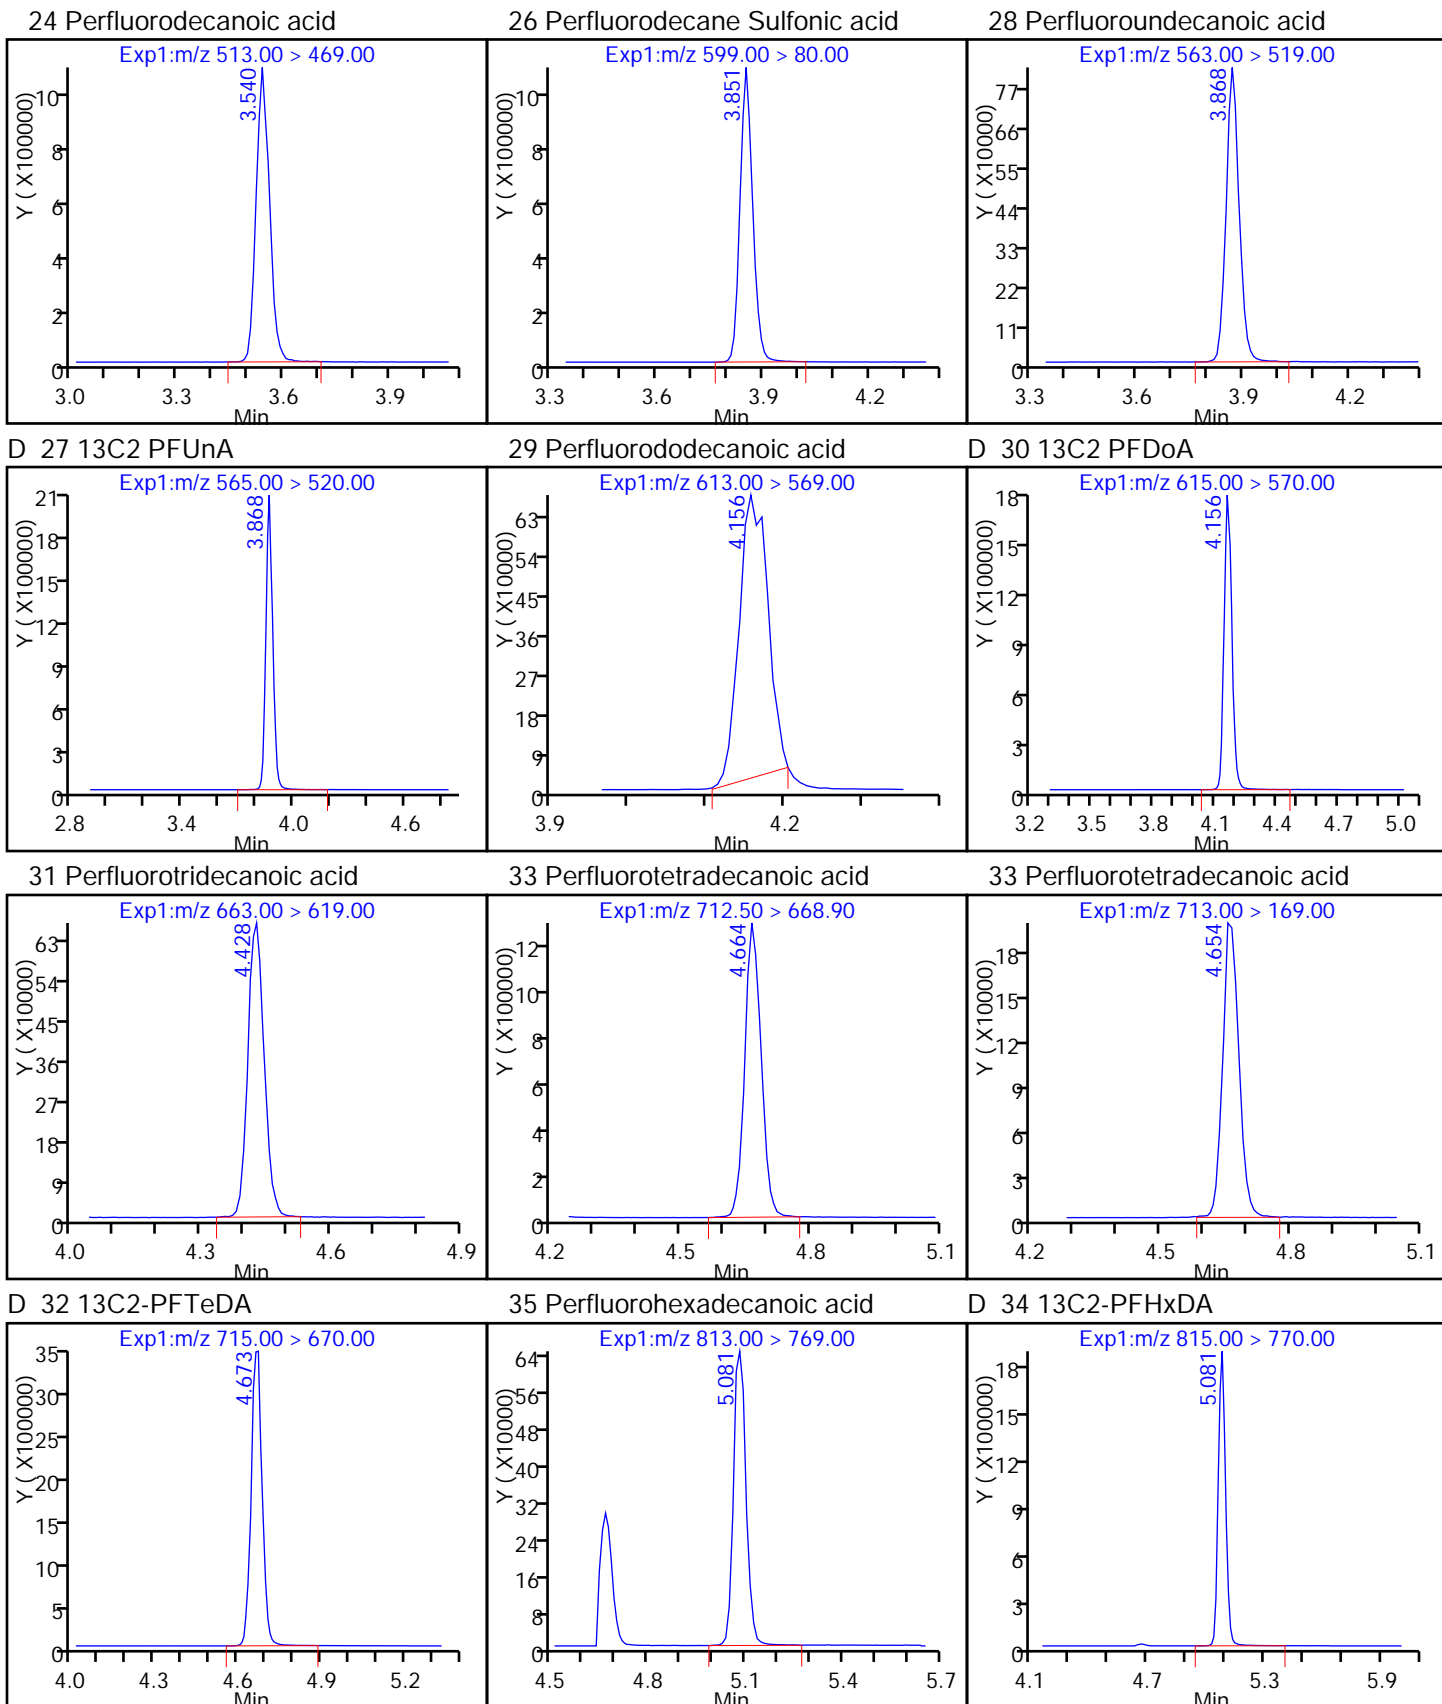 24 Perfluorodecanoic acid
Exp1:m/z 513.00 > 469.00
Y ( X100000)
10
8
6
4
2
0
3.540
3.0 3.3 3.6 3.9
Min
26 Perfluorodecane Sulfonic acid
Exp1:m/z 599.00 > 80.00
Y ( X100000)
10
8
6
4
2
0
3.851
3.3 3.6 3.9 4.2
Min
28 Perfluoroundecanoic acid
Exp1:m/z 563.00 > 519.00
Y ( X10000)
77
66
55
44
33
22
11
0
3.868
3.3 3.6 3.9 4.2
Min
D 27 13C2 PFUnA
Exp1:m/z 565.00 > 520.00
Y ( X100000)
21
18
15
12
9
6
3
0
3.868
2.8 3.4 4.0 4.6
Min
29 Perfluorododecanoic acid
Exp1:m/z 613.00 > 569.00
Y ( X10000)
63
54
45
36
27
18
9
0
4.156
3.9 4.2
Min
D 30 13C2 PFDoA
Exp1:m/z 615.00 > 570.00
Y ( X100000)
18
15
12
9
6
3
0
4.156
3.2 3.5 3.8 4.1 4.4 4.7 5.0
Min
31 Perfluorotridecanoic acid
Exp1:m/z 663.00 > 619.00
Y ( X10000)
63
54
45
36
27
18
9
0
4.428
4.0 4.3 4.6 4.9
Min
33 Perfluorotetradecanoic acid
Exp1:m/z 712.50 > 668.90
Y ( X100000)
12
10
8
6
4
2
0
4.664
4.2 4.5 4.8 5.1
Min
33 Perfluorotetradecanoic acid
Exp1:m/z 713.00 > 169.00
Y ( X10000)
18
15
12
9
6
3
0
4.654
4.2 4.5 4.8 5.1
Min
D 32 13C2-PFTeDA
Exp1:m/z 715.00 > 670.00
Y ( X100000)
35
30
25
20
15
10
5
0
4.673
4.0 4.3 4.6 4.9 5.2
Min
35 Perfluorohexadecanoic acid
Exp1:m/z 813.00 > 769.00
Y ( X10000)
64
56
48
40
32
24
16
8
0
5.081
4.5 4.8 5.1 5.4 5.7
Min
D 34 13C2-PFHxDA
Exp1:m/z 815.00 > 770.00
Y ( X100000)
18
15
12
9
6
3
0
5.081
4.1 4.7 5.3 5.9
Min